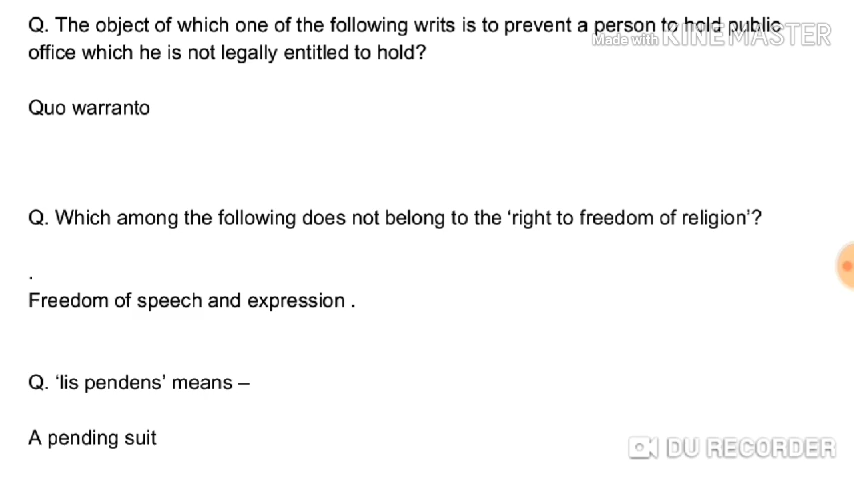 Q. The object of which one of the following writs is to prevent a person to hold public
Made with KINEMASTER
office which he is not legally entitled to hold?
Quo warranto
Q. Which among the following does not belong to the ‘right to freedom of religion’?
.
Freedom of speech and expression .
Q. ‘lis pendens’ means –
A pending suit
DU RECORDER